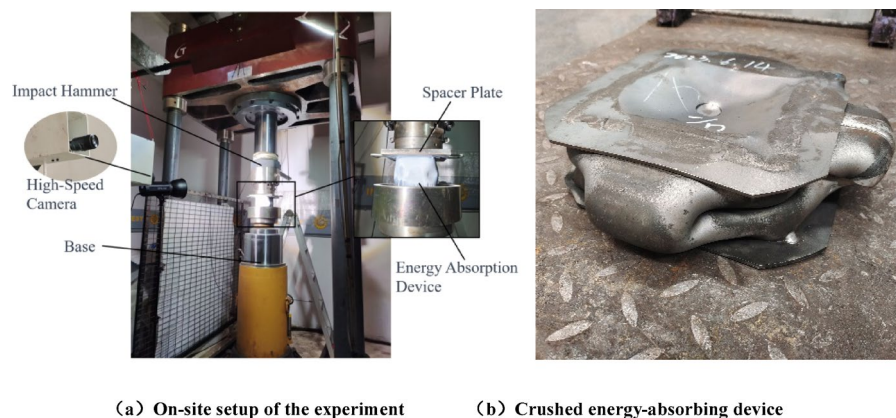 Impact Hammer
Spacer Plate
High-Speed
Camera
Base
Energy Absorption
Device
（a）On-site setup of the experiment
（b）Crushed energy-absorbing device